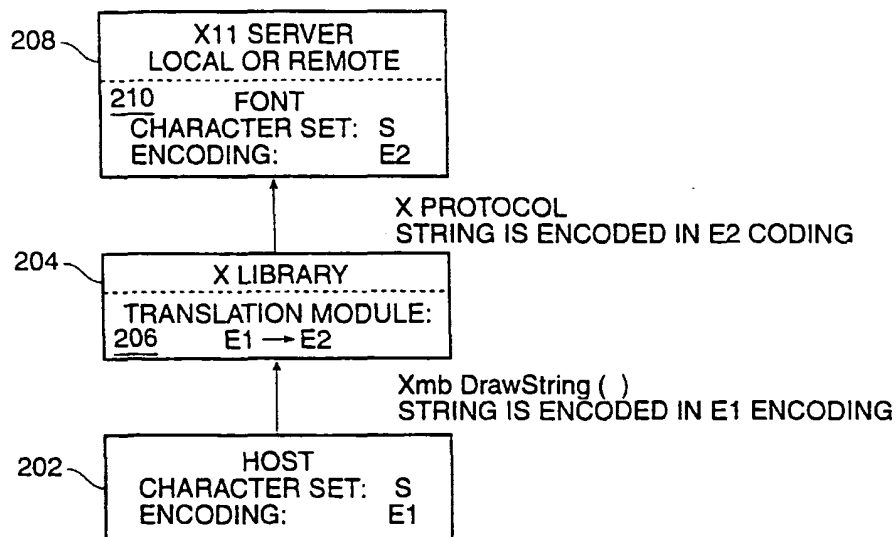 208
X11 SERVER
LOCAL OR REMOTE
210 FONT
CHARACTER SET: S
ENCODING: E2
X PROTOCOL
STRING IS ENCODED IN E2 CODING
204
X LIBRARY
TRANSLATION MODULE:
206 E1 → E2
Xmb DrawString ( )
STRING IS ENCODED IN E1 ENCODING
202
HOST
CHARACTER SET: S
ENCODING: E1